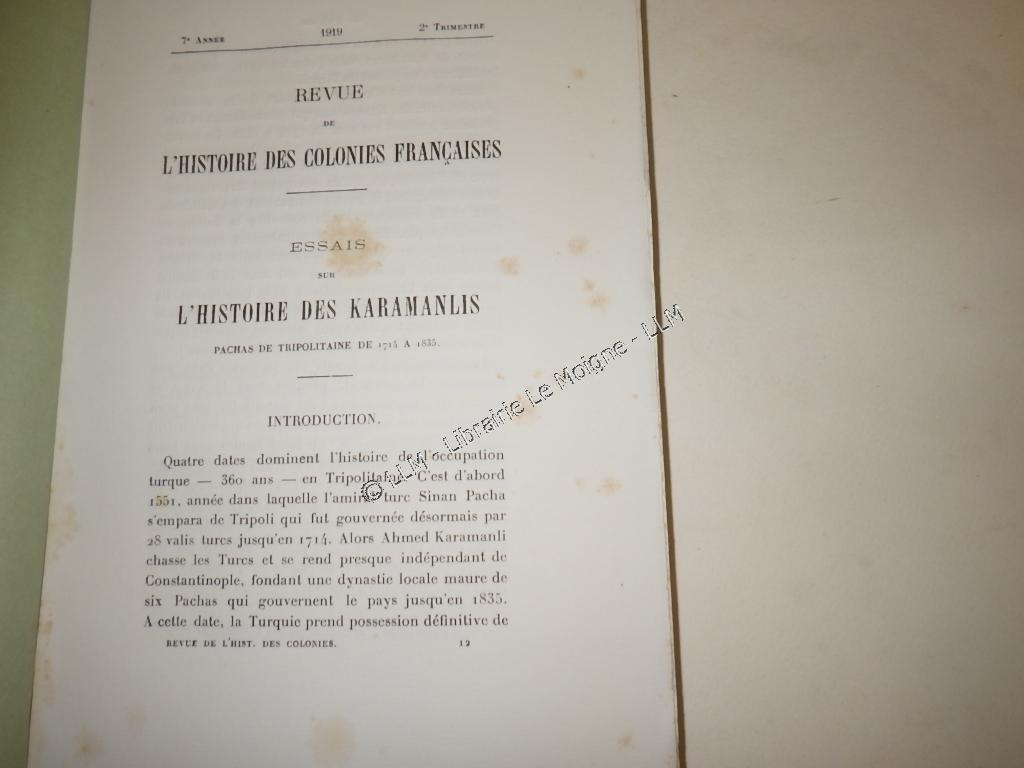 7e Année 1919 2e Trimestre
REVUE
DE
L'HISTOIRE DES COLONIES FRANÇAISES
ESSAIS
SUR
L'HISTOIRE DES KARAMANLIS
PACHAS DE TRIPOLITAINE DE 1714 A 1835.
INTRODUCTION.
Quatre dates dominent l'histoire de l'occupation
turque — 360 ans — en Tripolitaine. C'est d'abord
1551, année dans laquelle l'amiral turc Sinan Pacha
s'empara de Tripoli qui fut gouvernée désormais par
28 valis turcs jusqu'en 1714. Alors Ahmed Karamanli
chasse les Turcs et se rend presque indépendant de
Constantinople, fondant une dynastie locale maure de
six Pachas qui gouvernent le pays jusqu'en 1835.
A cette date, la Turquie prend possession définitive de
REVUE DE L'HIST. DES COLONIES. 12
© LLM - Librairie Le Moigne - LLM